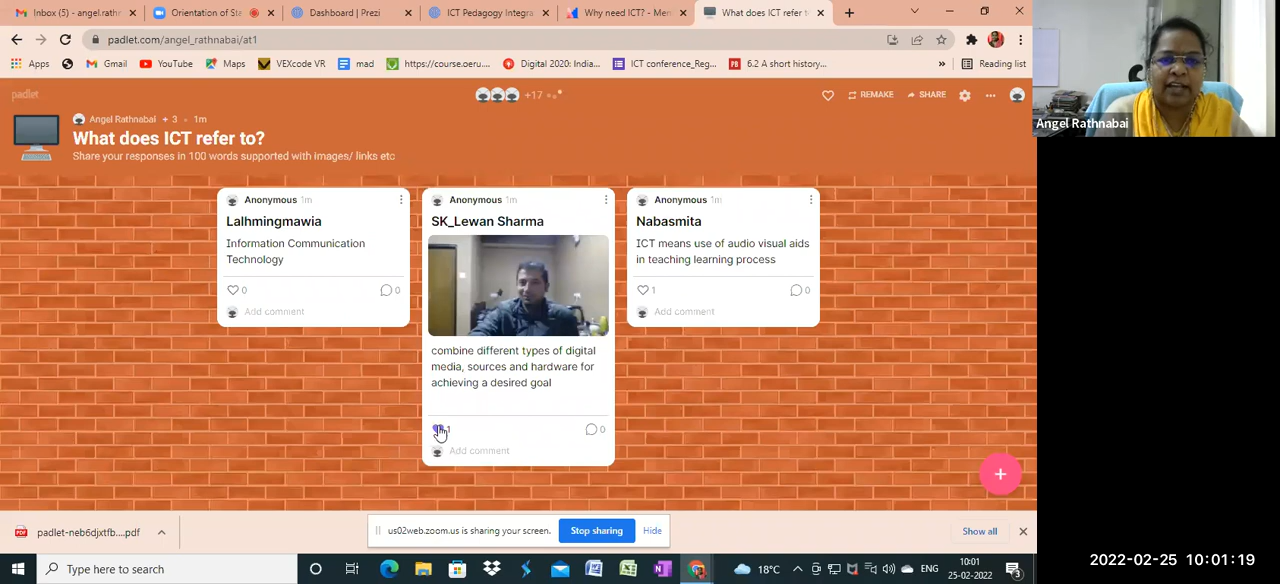 Inbox (5) - angel.rathn
Orientation of Sta
Dashboard | Prezi
ICT Pedagogy Integra
Why need ICT? - Men
What does ICT refer to
padlet.com/angel_rathnabai/at1
Apps
Gmail
YouTube
Maps
VEXcode VR
mad
https://course.oeru....
Digital 2020: India...
ICT conference_Reg...
6.2 A short history...
»
Reading list
padlet
+17
REMAKE
SHARE
Angel Rathnabai + 3 • 1m
What does ICT refer to?
Share your responses in 100 words supported with images/ links etc
Anonymous 1m
Lalhmingmawia
Information Communication
Technology
0
0
Add comment
Anonymous 1m
SK_Lewan Sharma
combine different types of digital
media, sources and hardware for
achieving a desired goal
1
0
Add comment
Anonymous 1m
Nabasmita
ICT means use of audio visual aids
in teaching learning process
1
0
Add comment
Angel Rathnabai
padlet-neb6djxtfb....pdf
us02web.zoom.us is sharing your screen.
Stop sharing
Hide
Show all
Type here to search
18°C
ENG
10:01
25-02-2022
3
2022-02-25 10:01:19